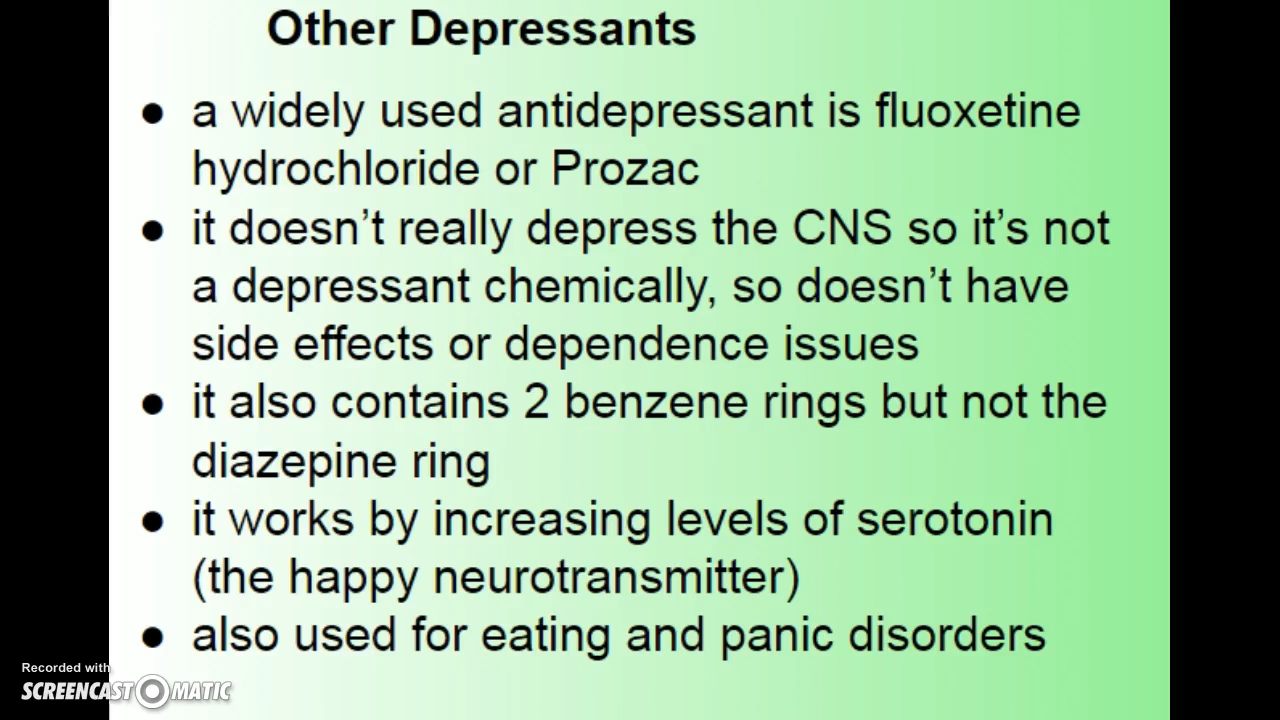 Other Depressants
● a widely used antidepressant is fluoxetine
hydrochloride or Prozac
● it doesn’t really depress the CNS so it’s not
a depressant chemically, so doesn’t have
side effects or dependence issues
● it also contains 2 benzene rings but not the
diazepine ring
● it works by increasing levels of serotonin
(the happy neurotransmitter)
● also used for eating and panic disorders
Recorded with
SCREENCAST-O-MATIC